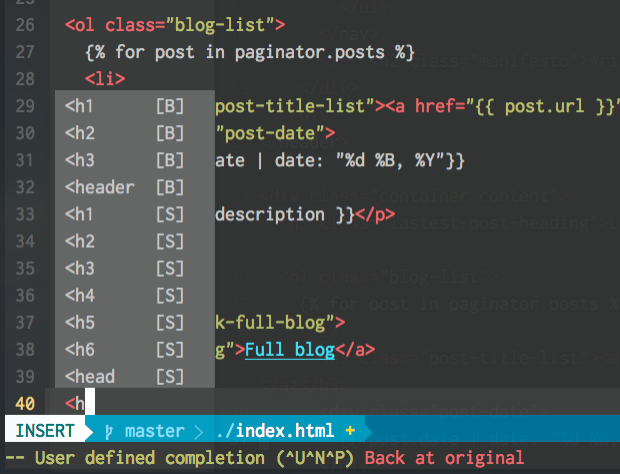 26 <ol class="blog-list">
27 {% for post in paginator.posts %}
28 <li>
29 <h1 [B] post-title-list"><a href="{{ post.url }}"
30 <h2 [B] "post-date">
31 <h3 [B] ate | date: "%d %B, %Y"}}
32 <header [B]
33 <h1 [S] description }}</p>
34 <h2 [S]
35 <h3 [S]
36 <h4 [S]
37 <h5 [S] k-full-blog">
38 <h6 [S] g">Full blog</a>
39 <head [S]
40 <h
INSERT master > ./index.html +
-- User defined completion (^U^N^P) Back at original